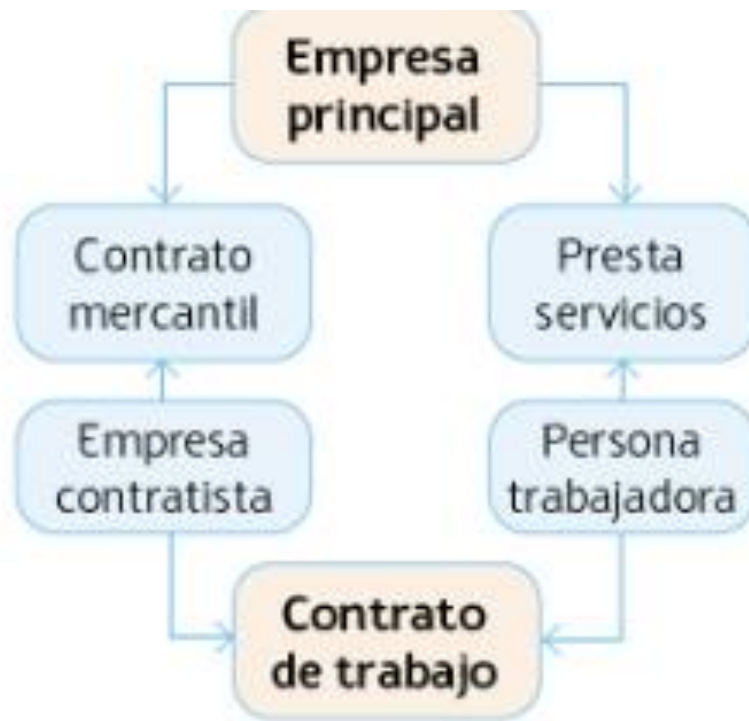 Empresa
principal
Contrato
mercantil
Presta
servicios
Empresa
contratista
Persona
trabajadora
Contrato
de trabajo